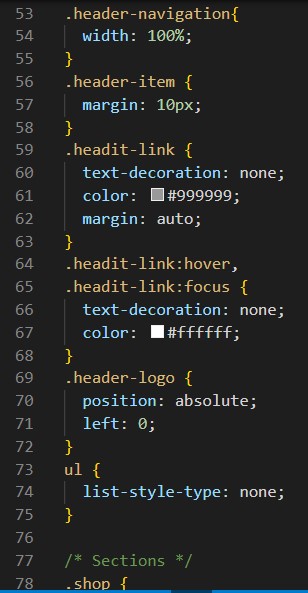 53 .header-navigation{
54 width: 100%;
55 }
56 .header-item {
57 margin: 10px;
58 }
59 .headit-link {
60 text-decoration: none;
61 color: #999999;
62 margin: auto;
63 }
64 .headit-link:hover,
65 .headit-link:focus {
66 text-decoration: none;
67 color: #ffffff;
68 }
69 .header-logo {
70 position: absolute;
71 left: 0;
72 }
73 ul {
74 list-style-type: none;
75 }
76
77 /* Sections */
78 .shop {